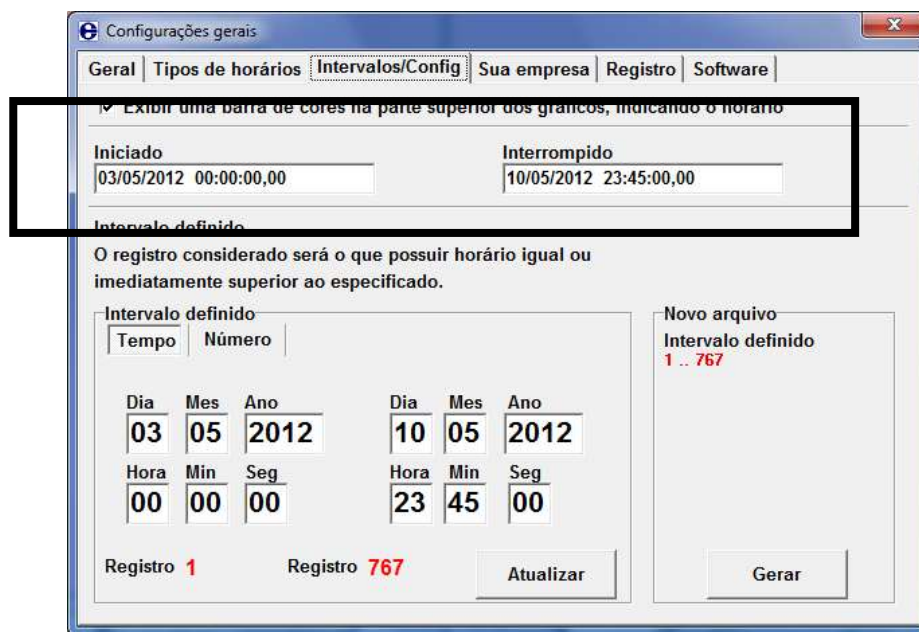 Configurações gerais
Geral Tipos de horários Intervalos/Config Sua empresa Registro Software
Exibir uma barra de cores na parte superior dos gráficos, indicando o horário
Iniciado Interrompido
03/05/2012 00:00:00,00 10/05/2012 23:45:00,00
Intervalo definido
O registro considerado será o que possuir horário igual ou
imediatamente superior ao especificado.
Intervalo definido Novo arquivo
Tempo Número Intervalo definido
1 .. 767
Dia Mes Ano Dia Mes Ano
03 05 2012 10 05 2012
Hora Min Seg Hora Min Seg
00 00 00 23 45 00
Registro 1 Registro 767 Atualizar Gerar